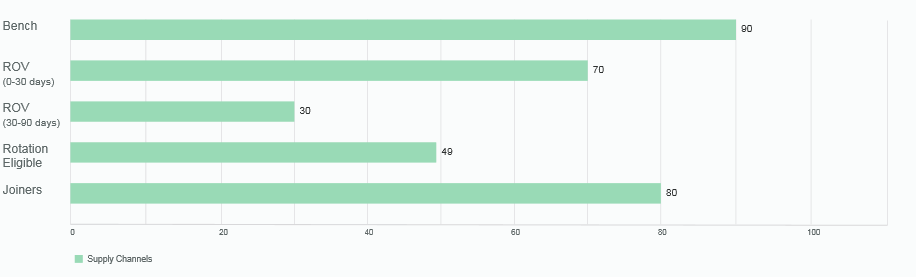 Bench
90
ROV
(0-30 days)
70
ROV
(30-90 days)
30
Rotation
Eligible
49
Joiners
80
0 20 40 60 80 100
Supply Channels